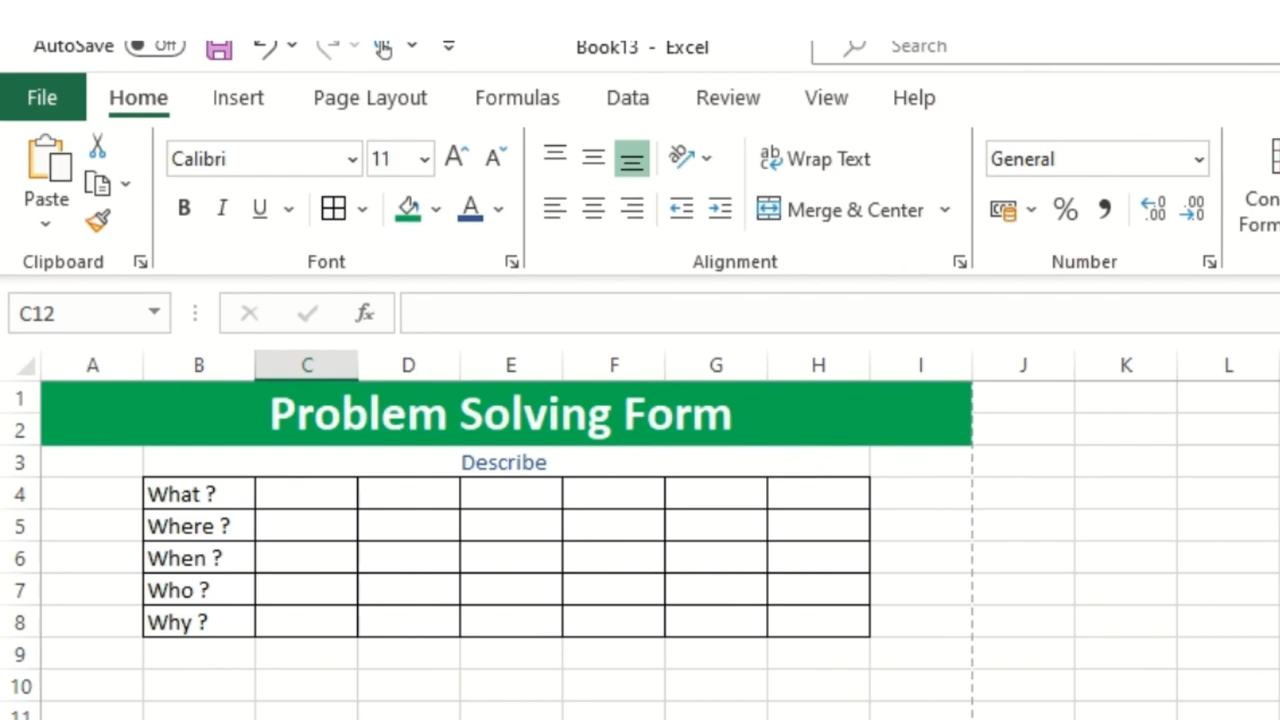 AutoSave Off Book13 - Excel Search
File Home Insert Page Layout Formulas Data Review View Help
Calibri 11 Wrap Text General
Paste B I U Merge & Center % .00
Clipboard Font Alignment Number
C12 fx
A B C D E F G H I J K L
1 Problem Solving Form
2
3 Describe
4 What ?
5 Where ?
6 When ?
7 Who ?
8 Why ?
9
10
11